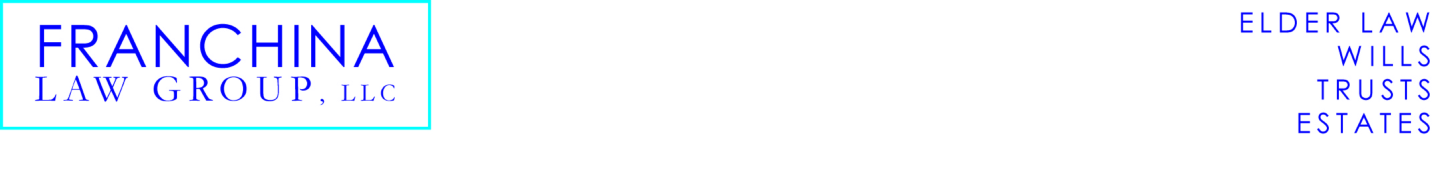 FRANCHINA
LAW GROUP, LLC
ELDER LAW
WILLS
TRUSTS
ESTATES